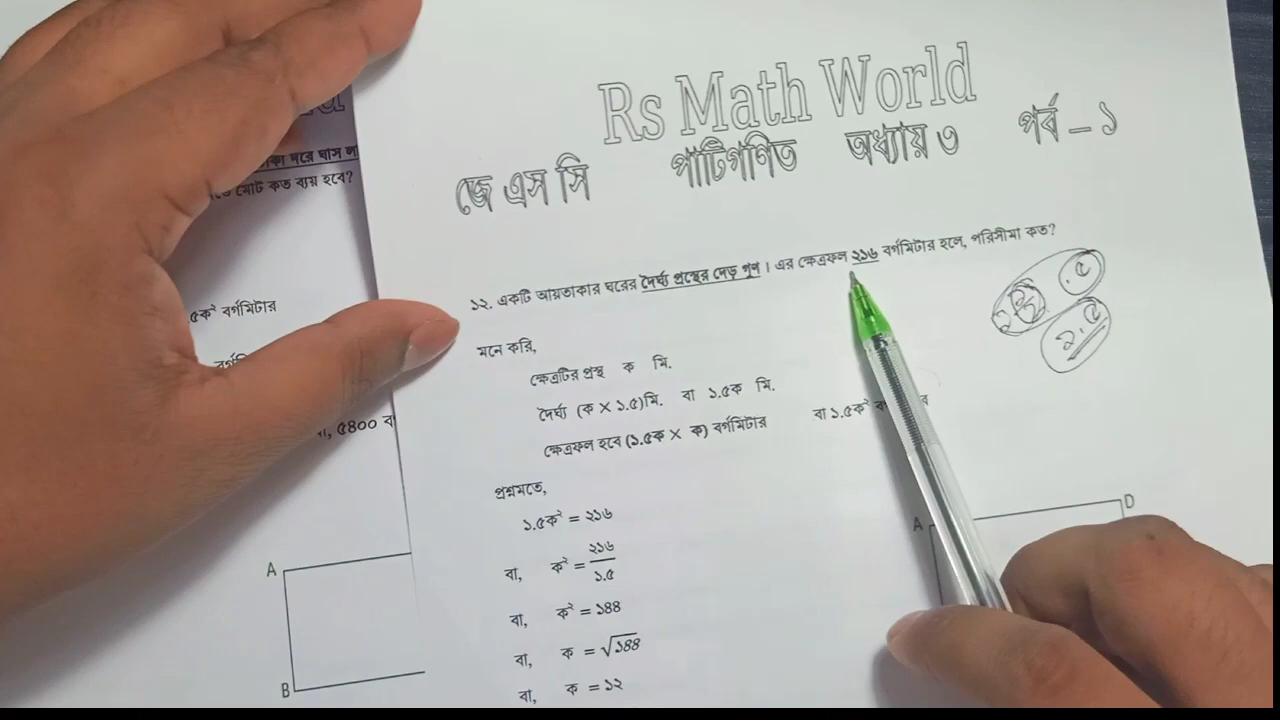 Rs Math World
জে এস সি পাটিগণিত অধ্যায় ৩ পর্ব – ১
১২. একটি আয়তাকার ঘরের দৈর্ঘ্য প্রস্থের দেড় গুন । এর ক্ষেত্রফল ২১৬ বর্গমিটার হলে, পরিসীমা কত?
মনে করি,
ক্ষেত্রটির প্রস্থ ক মি.
দৈর্ঘ্য (ক X ১.৫)মি. বা ১.৫ক মি.
ক্ষেত্রফল হবে (১.৫ক X ক) বর্গমিটার বা ১.৫ক²
প্রশ্নমতে,
১.৫ক² = ২১৬
বা, ক² = ২১৬/১.৫
বা, ক² = ১৪৪
বা, ক = √১৪৪
বা, ক = ১২
.৫
১.৫
A D
ধরে ঘাস
মোট কত ব্যয় হবে?
৫ক² বর্গমিটার
৫৪০০
A
B